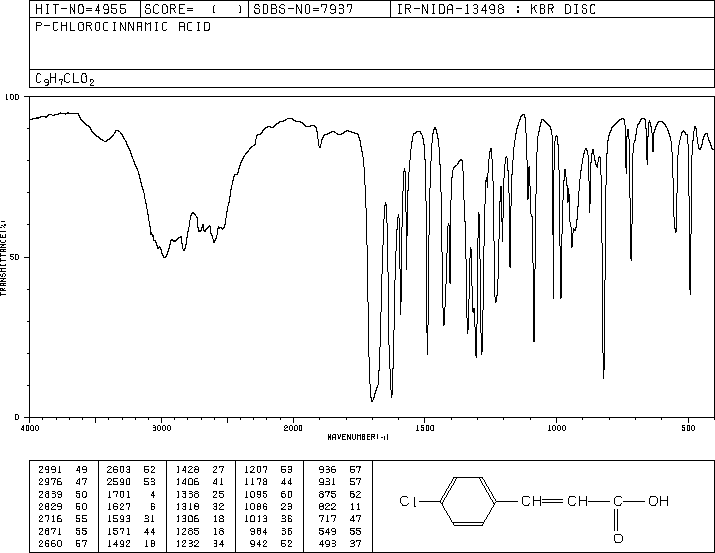 HIT-NO=4955 SCORE= ( ) SDBS-NO=7937 IR-NIDA-13498 : KBR DISC
P-CHLOROCINNAMIC ACID
C9H7CLO2
100
TRANSMITTANCE(%)
50
0
4000 3000 2000 1500 1000 500
WAVENUMBER(-1)
2991 49 2603 52 1428 27 1207 53 936 57
2976 47 2590 53 1406 41 1178 44 931 57
2839 50 1701 4 1338 25 1095 60 875 62
2829 50 1627 6 1318 32 1086 23 822 11
2716 55 1593 31 1306 18 1013 36 717 47
2671 55 1571 44 1285 18 984 36 549 55
2660 57 1492 18 1232 34 942 52 493 37
Cl CH CH C OH
O